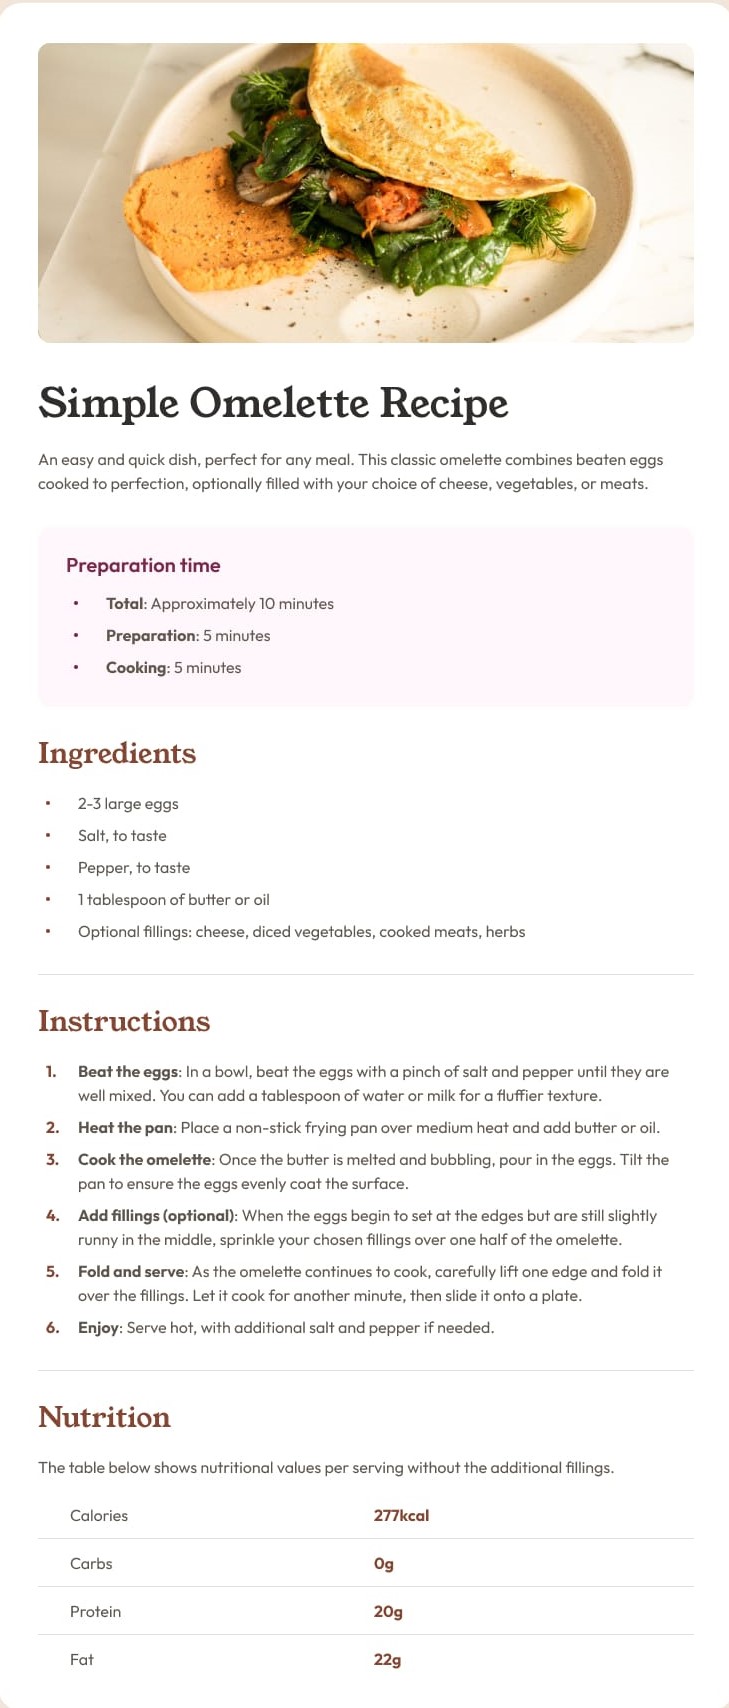 Simple Omelette Recipe
An easy and quick dish, perfect for any meal. This classic omelette combines beaten eggs
cooked to perfection, optionally filled with your choice of cheese, vegetables, or meats.
Preparation time
• Total: Approximately 10 minutes
• Preparation: 5 minutes
• Cooking: 5 minutes
Ingredients
▪ 2-3 large eggs
▪ Salt, to taste
▪ Pepper, to taste
▪ 1 tablespoon of butter or oil
▪ Optional fillings: cheese, diced vegetables, cooked meats, herbs
Instructions
1. Beat the eggs: In a bowl, beat the eggs with a pinch of salt and pepper until they are
well mixed. You can add a tablespoon of water or milk for a fluffier texture.
2. Heat the pan: Place a non-stick frying pan over medium heat and add butter or oil.
3. Cook the omelette: Once the butter is melted and bubbling, pour in the eggs. Tilt the
pan to ensure the eggs evenly coat the surface.
4. Add fillings (optional): When the eggs begin to set at the edges but are still slightly
runny in the middle, sprinkle your chosen fillings over one half of the omelette.
5. Fold and serve: As the omelette continues to cook, carefully lift one edge and fold it
over the fillings. Let it cook for another minute, then slide it onto a plate.
6. Enjoy: Serve hot, with additional salt and pepper if needed.
Nutrition
The table below shows nutritional values per serving without the additional fillings.
Calories 277kcal
Carbs 0g
Protein 20g
Fat 22g